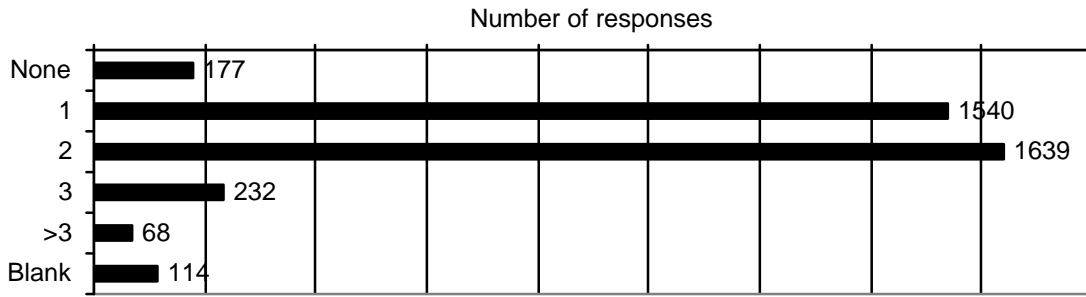 Number of responses
None 177
1 1540
2 1639
3 232
>3 68
Blank 114